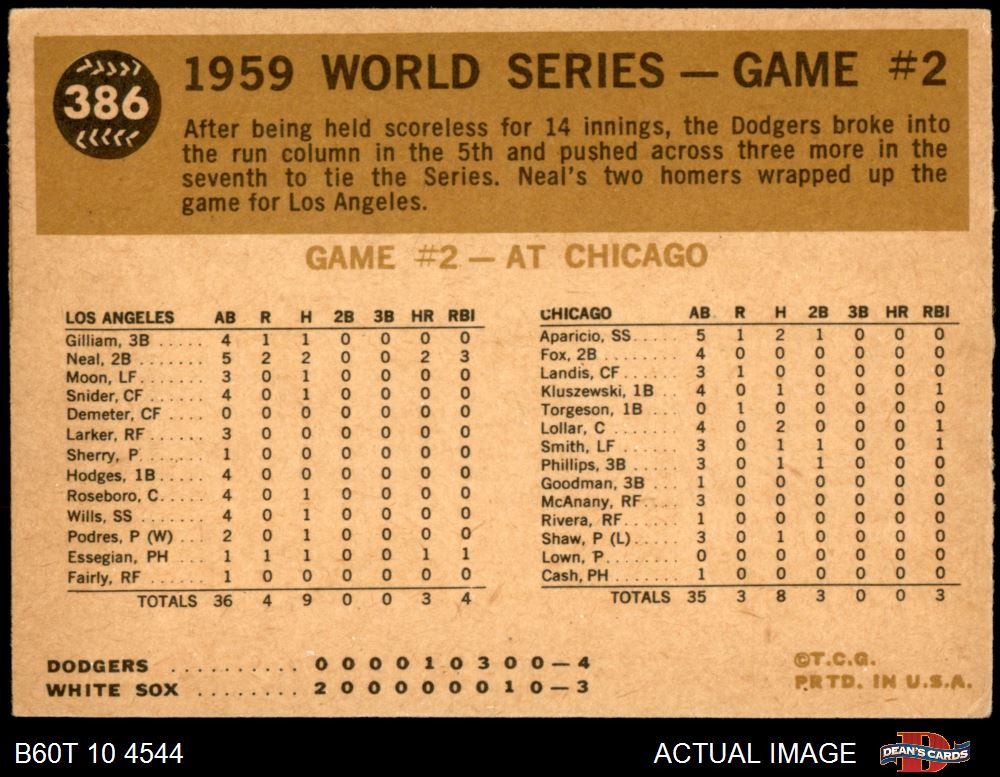 386
1959 WORLD SERIES — GAME #2
After being held scoreless for 14 innings, the Dodgers broke into
the run column in the 5th and pushed across three more in the
seventh to tie the Series. Neal's two homers wrapped up the
game for Los Angeles.
GAME #2 — AT CHICAGO
LOS ANGELES AB R H 2B 3B HR RBI
Gilliam, 3B ..... 4 1 1 0 0 0 0
Neal, 2B ........ 5 2 2 0 0 2 3
Moon, LF ....... 3 0 1 0 0 0 0
Snider, CF ...... 4 0 1 0 0 0 0
Demeter, CF .... 0 0 0 0 0 0 0
Larker, RF ...... 3 0 0 0 0 0 0
Sherry, P. ....... 1 0 0 0 0 0 0
Hodges, 1B ..... 4 0 0 0 0 0 0
Roseboro, C ..... 4 0 1 0 0 0 0
Wills, SS ....... 4 0 1 0 0 0 0
Podres, P (W) ... 2 0 1 0 0 0 0
Essegian, PH ... 1 1 1 0 0 1 1
Fairly, RF ...... 1 0 0 0 0 0 0
TOTALS 36 4 9 0 0 3 4
CHICAGO AB R H 2B 3B HR RBI
Aparicio, SS..... 5 1 2 1 0 0 0
Fox, 2B ........ 4 0 0 0 0 0 0
Landis, CF ...... 3 1 0 0 0 0 0
Kluszewski, 1B .. 4 0 1 0 0 0 1
Torgeson, 1B ... 0 1 0 0 0 0 0
Lollar, C ....... 4 0 2 0 0 0 1
Smith, LF ....... 3 0 1 1 0 0 1
Phillips, 3B ..... 3 0 1 1 0 0 0
Goodman, 3B ... 1 0 0 0 0 0 0
McAnany, RF .... 3 0 0 0 0 0 0
Rivera, RF ...... 1 0 0 0 0 0 0
Shaw, P (L) ..... 3 0 1 0 0 0 0
Lown, P. ....... 0 0 0 0 0 0 0
Cash, PH ....... 1 0 0 0 0 0 0
TOTALS 35 3 8 3 0 0 3
DODGERS .......... 0 0 0 0 1 0 3 0 0 — 4
WHITE SOX ........ 2 0 0 0 0 0 0 1 0 — 3
©T.C.G.
PRTD. IN U.S.A.
B60T 10 4544
ACTUAL IMAGE
D
DEAN'S CARDS